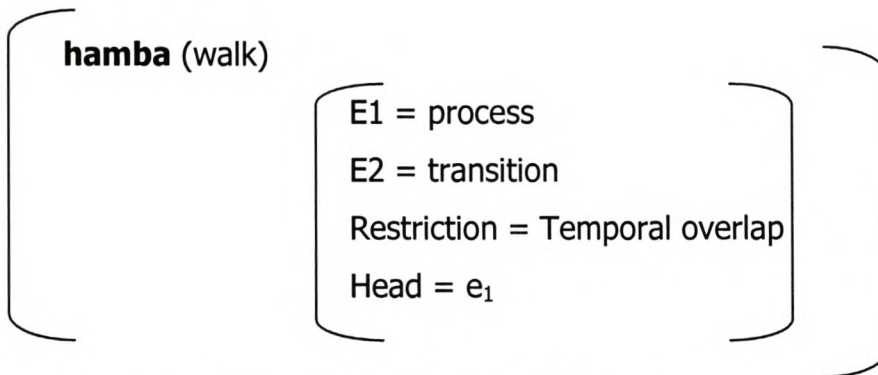 hamba (walk)
E1 = process
E2 = transition
Restriction = Temporal overlap
Head = e₁